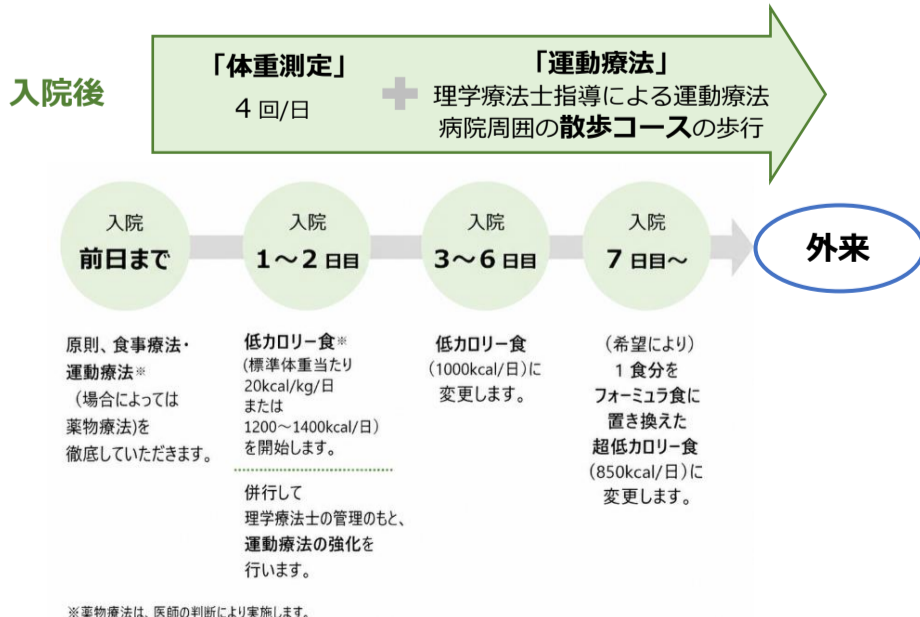 入院後
「体重測定」
4 回/日
＋
「運動療法」
理学療法士指導による運動療法
病院周囲の散歩コースの歩行
入院
前日まで
入院
1～2 日目
入院
3～6 日目
入院
7 日目～
外来
原則、食事療法・
運動療法※
（場合によっては
薬物療法)を
徹底していただきます。
低カロリー食※
(標準体重当たり
20kcal/kg/日
または
1200～1400kcal/日)
を開始します。
併行して
理学療法士の管理のもと、
運動療法の強化を
行います。
低カロリー食
(1000kcal/日)に
変更します。
（希望により）
1 食分を
フォーミュラ食に
置き換えた
超低カロリー食
(850kcal/日)に
変更します。
※薬物療法は、医師の判断により実施します。